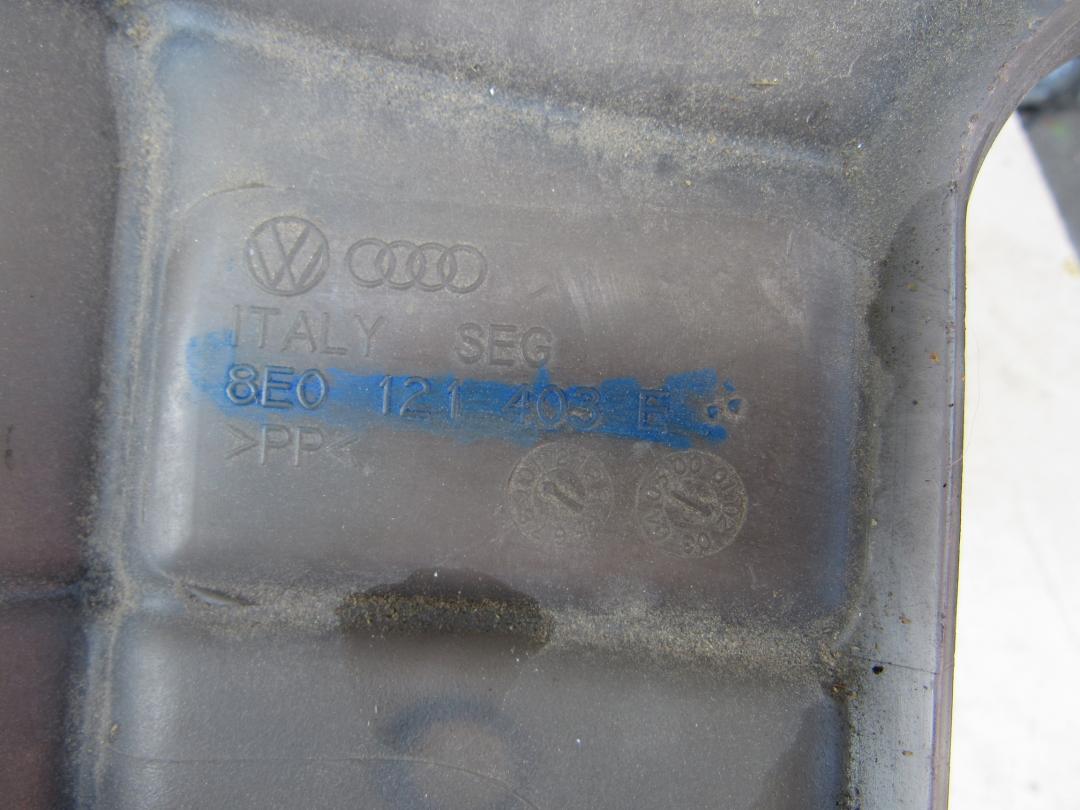 ITALY SEG
8E0 121 403 E
>PP<